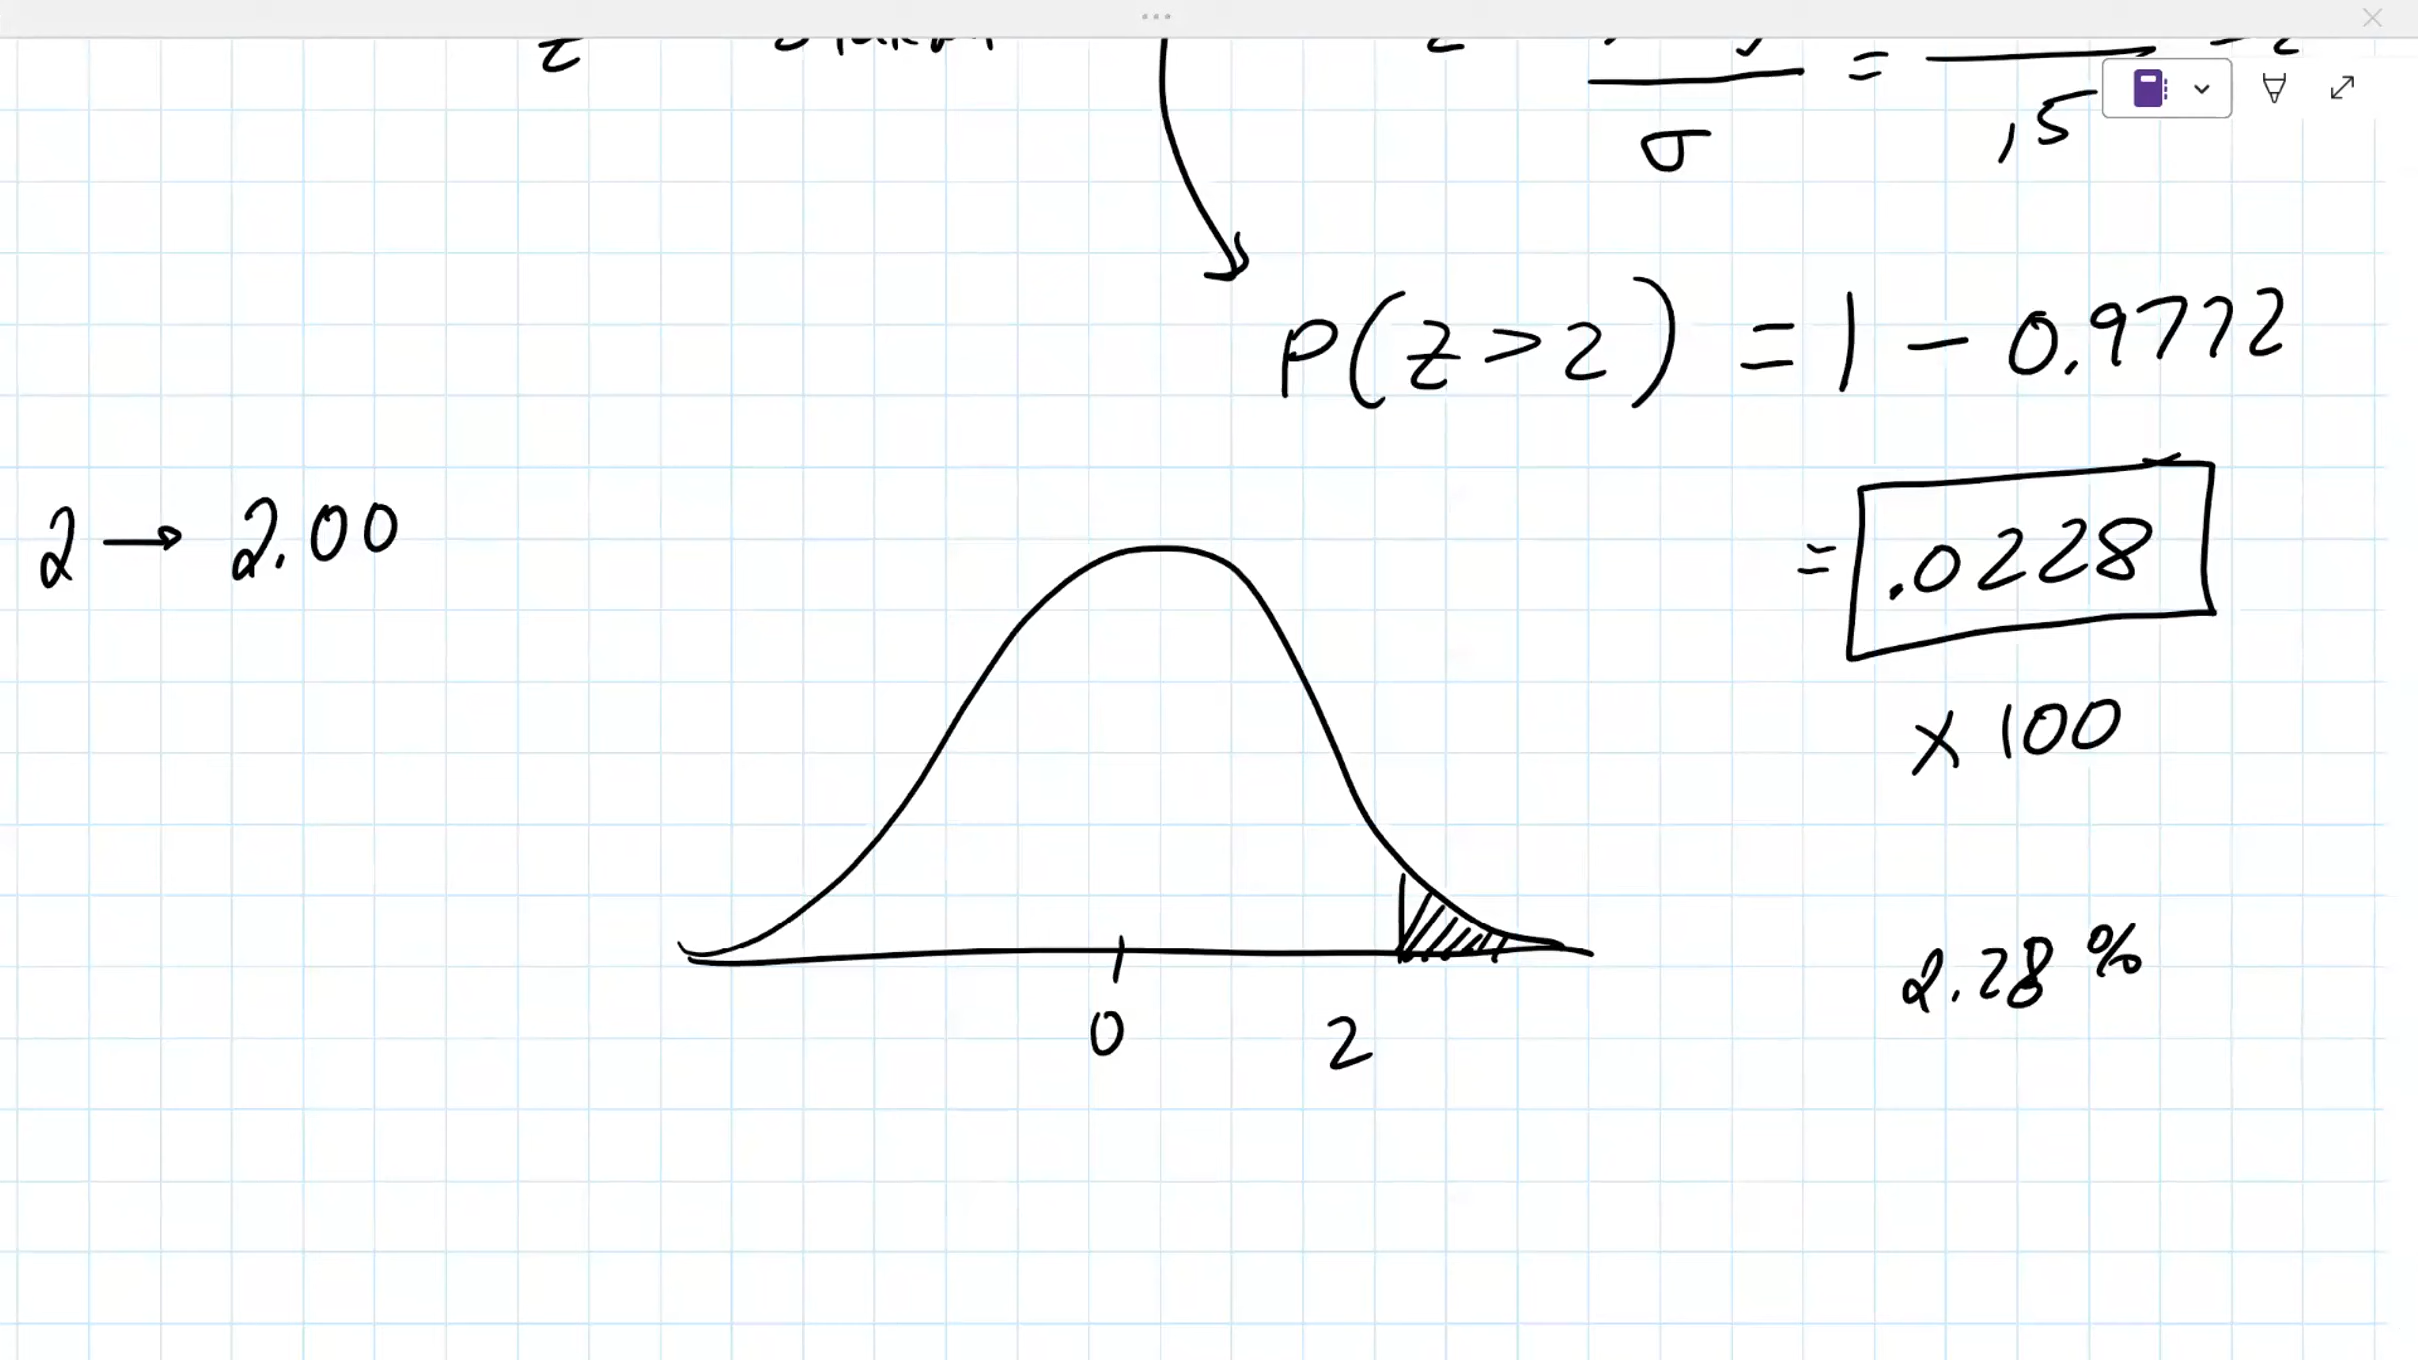 σ
,5
P(z>2) = 1 - 0.9772
2 → 2.00
= .0228
x 100
2.28 %
0 2